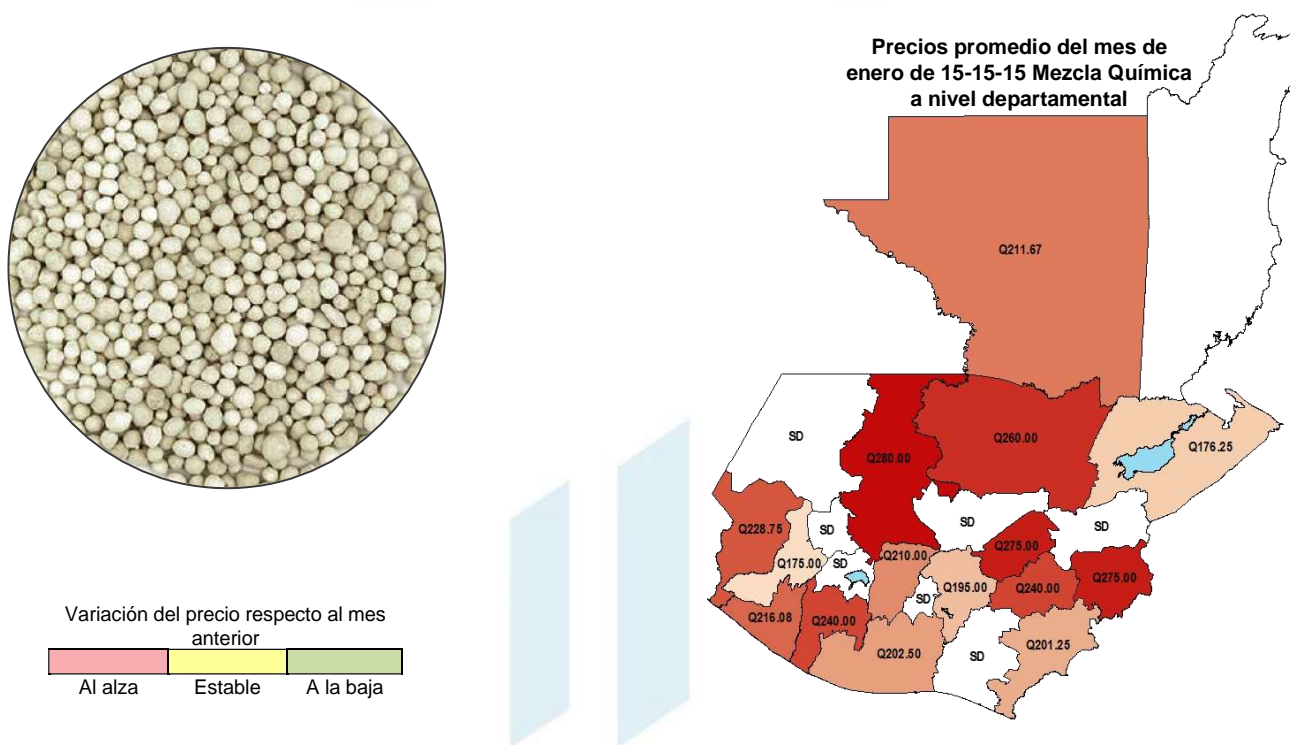 Precios promedio del mes de
enero de 15-15-15 Mezcla Química
a nivel departamental
Q211.67
SD
Q280.00
Q260.00
Q176.25
Q228.75
SD
SD
SD
Q175.00
SD
Q210.00
Q275.00
Q195.00
Q240.00
Q275.00
Q216.08
Q240.00
SD
Q202.50
SD
Q201.25
Variación del precio respecto al mes
anterior
Al alza
Estable
A la baja